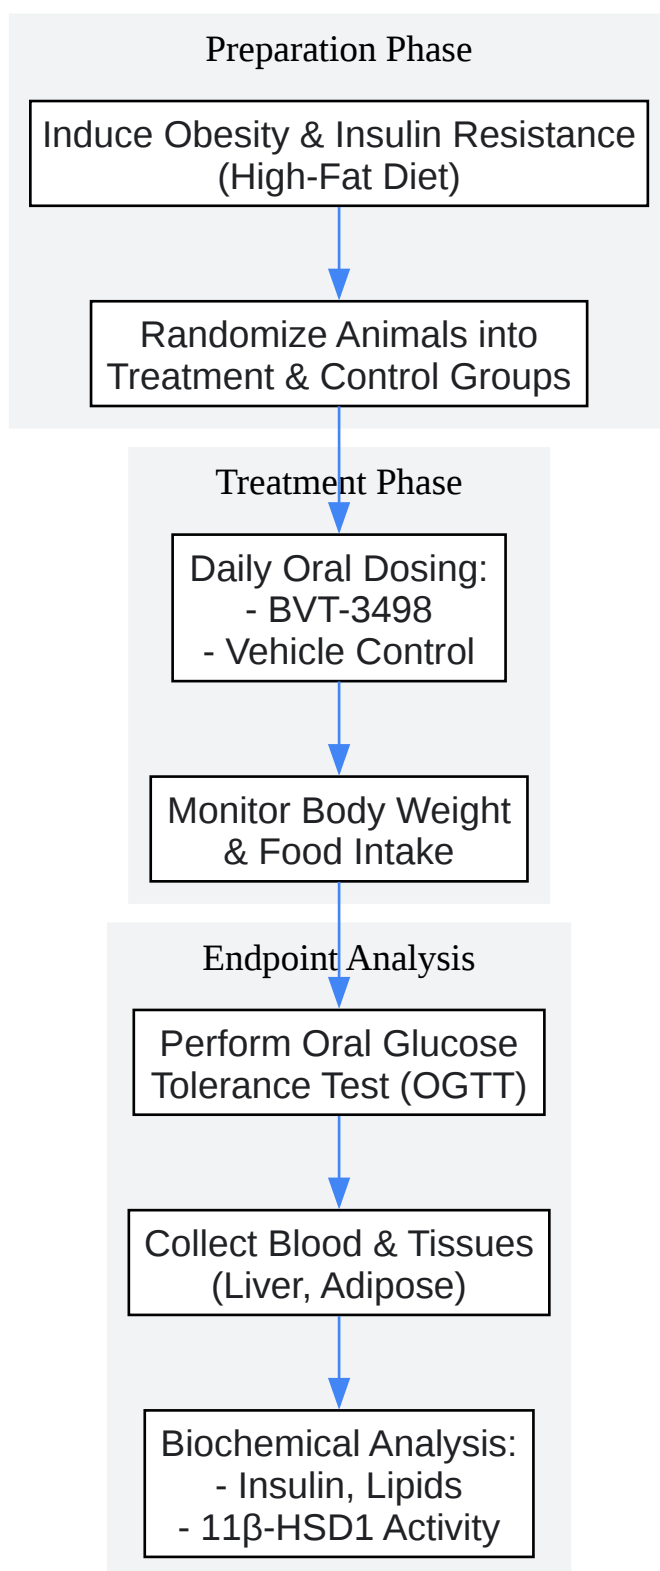 Preparation Phase
Induce Obesity & Insulin Resistance
(High-Fat Diet)
Randomize Animals into
Treatment & Control Groups
Treatment Phase
Daily Oral Dosing:
- BVT-3498
- Vehicle Control
Monitor Body Weight
& Food Intake
Endpoint Analysis
Perform Oral Glucose
Tolerance Test (OGTT)
Collect Blood & Tissues
(Liver, Adipose)
Biochemical Analysis:
- Insulin, Lipids
- 11β-HSD1 Activity